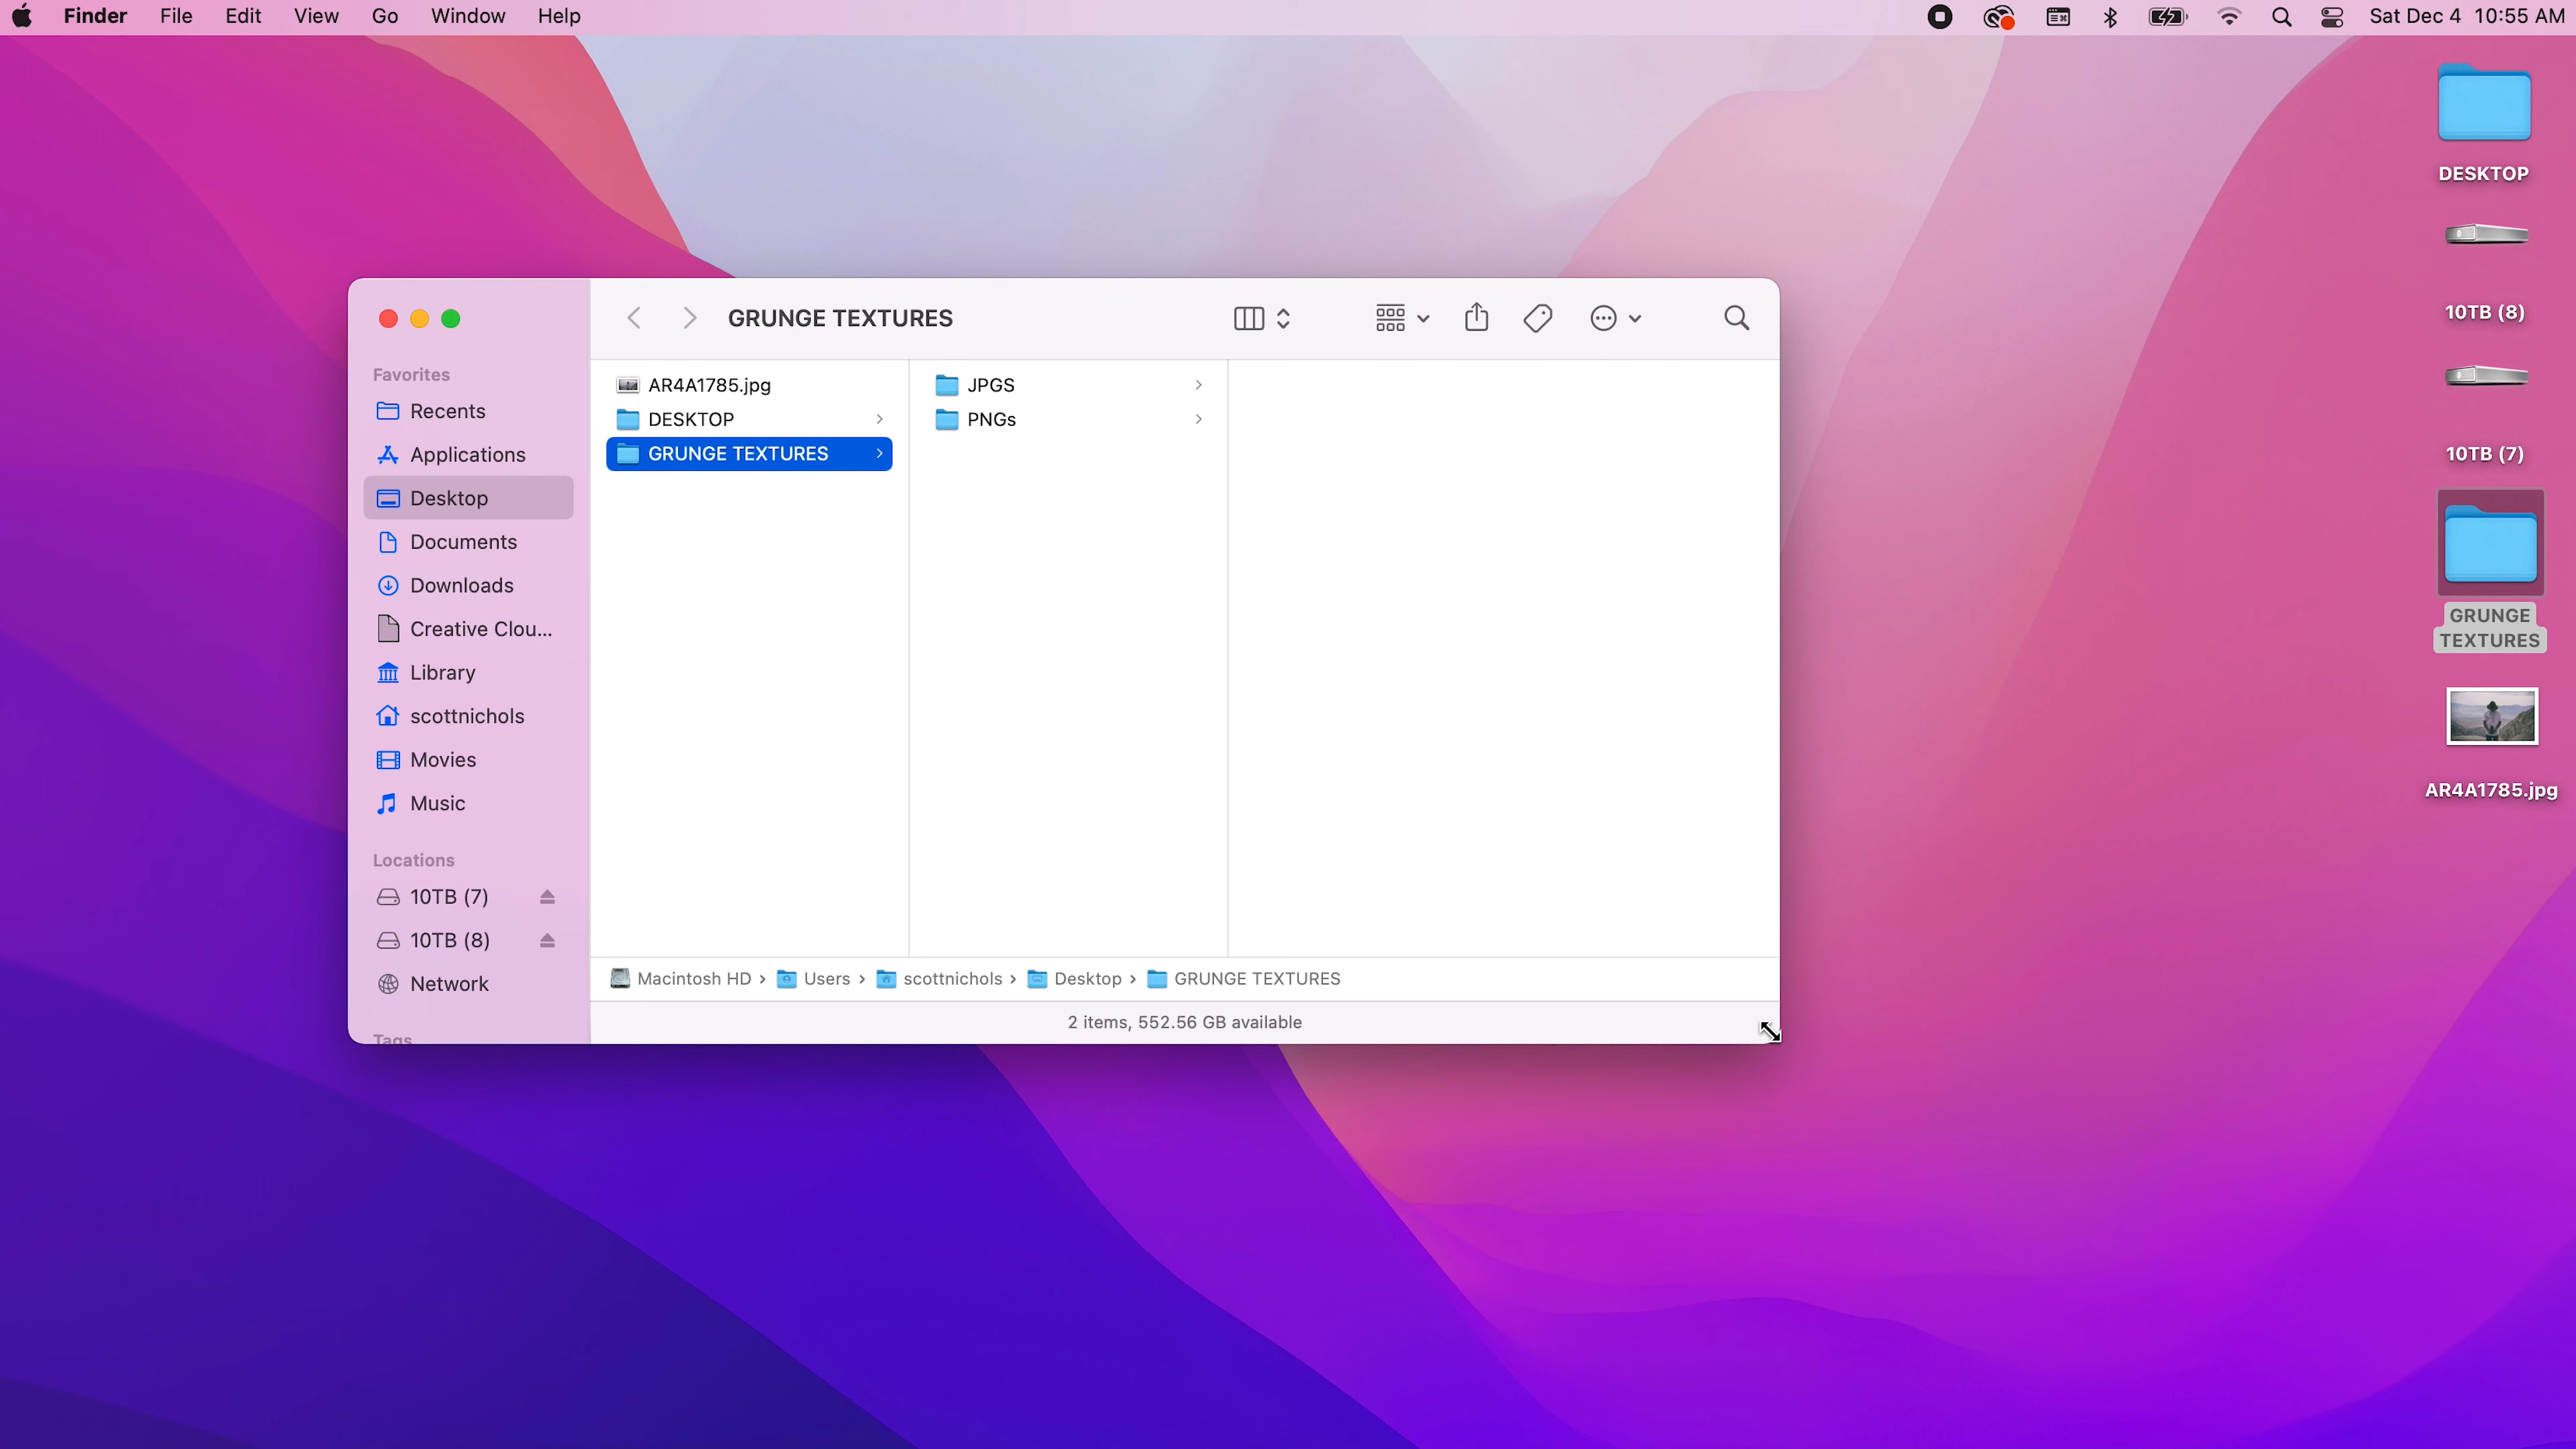 Finder File Edit View Go Window Help Sat Dec 4 10:55 AM
GRUNGE TEXTURES
Favorites
Recents
Applications
Desktop
Documents
Downloads
Creative Clou...
Library
scottnichols
Movies
Music
Locations
10TB (7)
10TB (8)
Network
Tags
AR4A1785.jpg
DESKTOP
GRUNGE TEXTURES
JPGS
PNGs
Macintosh HD › Users › scottnichols › Desktop › GRUNGE TEXTURES
2 items, 552.56 GB available
DESKTOP
10TB (8)
10TB (7)
GRUNGE
TEXTURES
AR4A1785.jpg